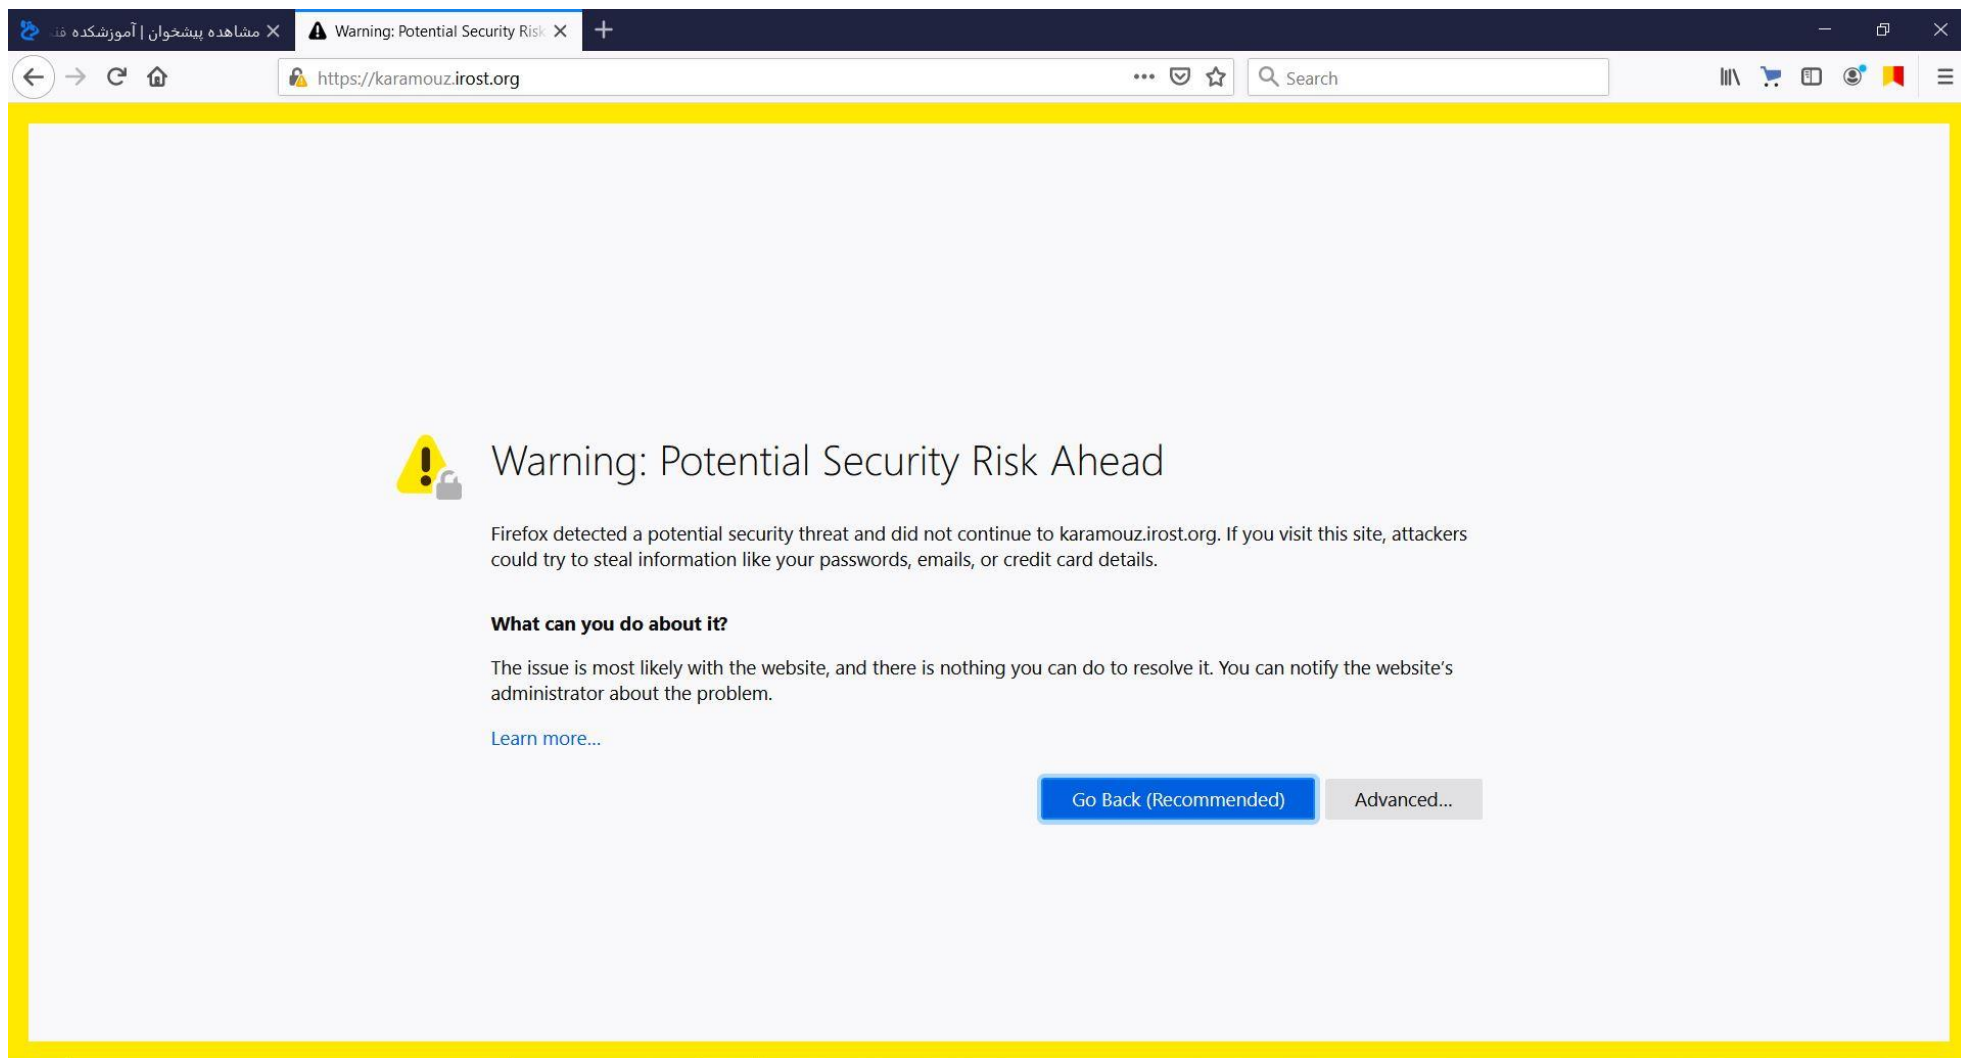 مشاهده پیشخوان | آموزشکده فنـ
Warning: Potential Security Risk
https://karamouz.irost.org
Search
Warning: Potential Security Risk Ahead
Firefox detected a potential security threat and did not continue to karamouz.irost.org. If you visit this site, attackers
could try to steal information like your passwords, emails, or credit card details.
What can you do about it?
The issue is most likely with the website, and there is nothing you can do to resolve it. You can notify the website's
administrator about the problem.
Learn more...
Go Back (Recommended)
Advanced...